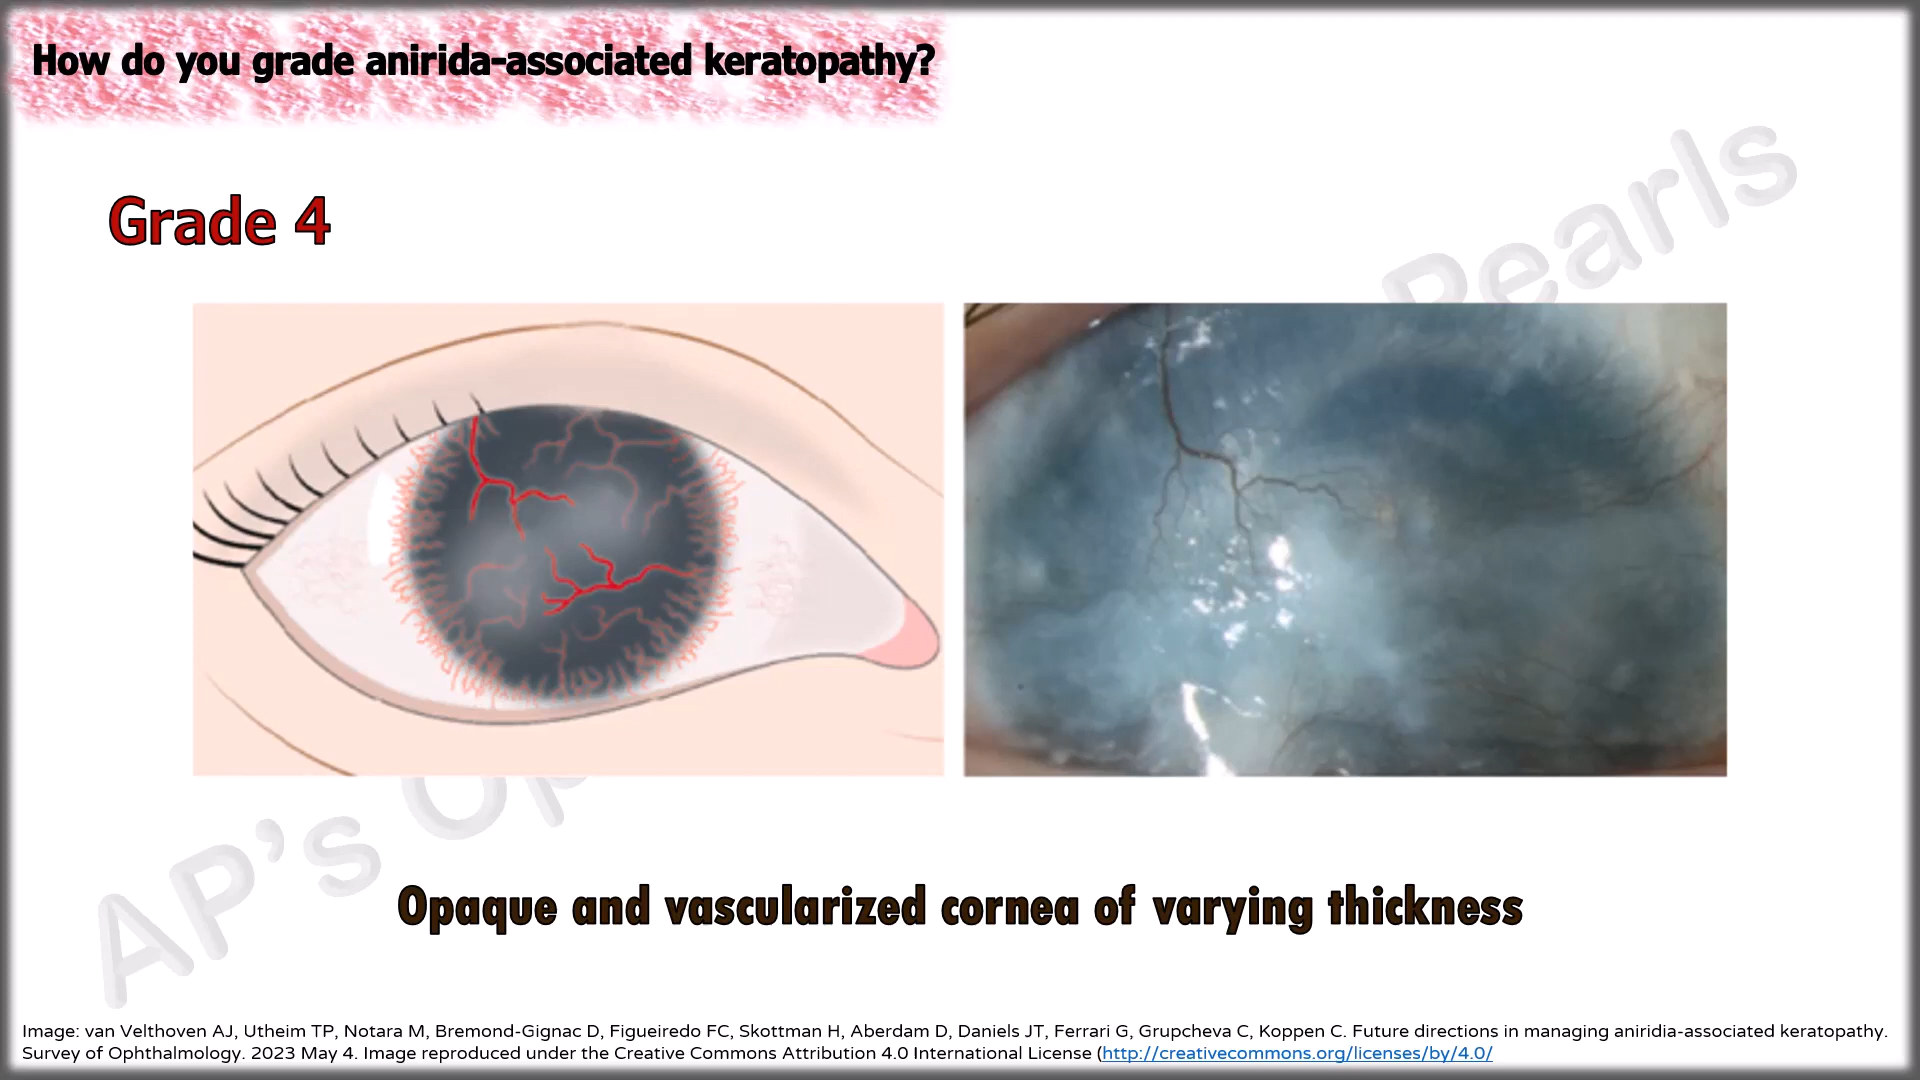 How do you grade anirida-associated keratopathy?
Grade 4
Pearls
AP's Op
Opaque and vascularized cornea of varying thickness
Image: van Velthoven AJ, Utheim TP, Notara M, Bremond-Gignac D, Figueiredo FC, Skottman H, Aberdam D, Daniels JT, Ferrari G, Grupcheva C, Koppen C. Future directions in managing aniridia-associated keratopathy.
Survey of Ophthalmology. 2023 May 4. Image reproduced under the Creative Commons Attribution 4.0 International License (http://creativecommons.org/licenses/by/4.0/